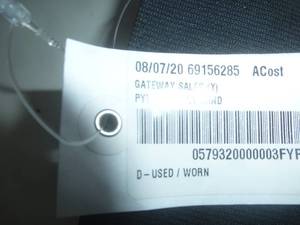 08/07/20 69156285 ACost
GATEWAY SALES (Y)
0579320000003FYP
D-USED / WORN